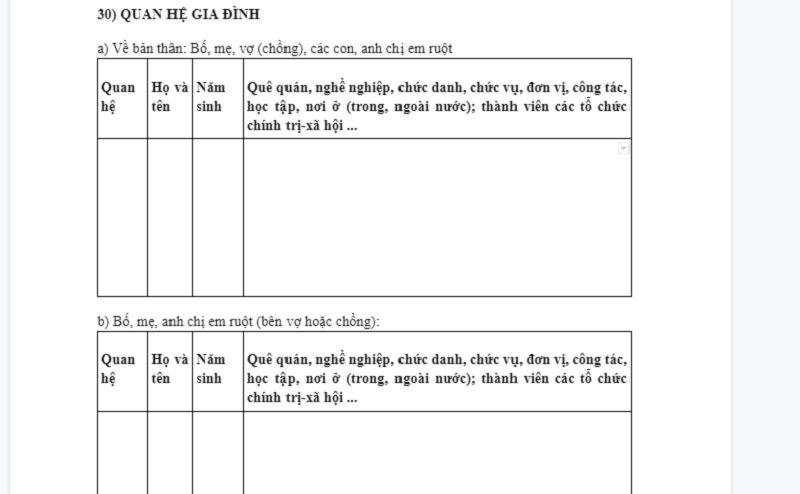 30) QUAN HỆ GIA ĐÌNH
a) Về bản thân: Bố, mẹ, vợ (chồng), các con, anh chị em ruột
Quan hệ
Họ và tên
Năm sinh
Quê quán, nghề nghiệp, chức danh, chức vụ, đơn vị, công tác,
học tập, nơi ở (trong, ngoài nước); thành viên các tổ chức
chính trị-xã hội ...
b) Bố, mẹ, anh chị em ruột (bên vợ hoặc chồng):
Quan hệ
Họ và tên
Năm sinh
Quê quán, nghề nghiệp, chức danh, chức vụ, đơn vị, công tác,
học tập, nơi ở (trong, ngoài nước); thành viên các tổ chức
chính trị-xã hội ...